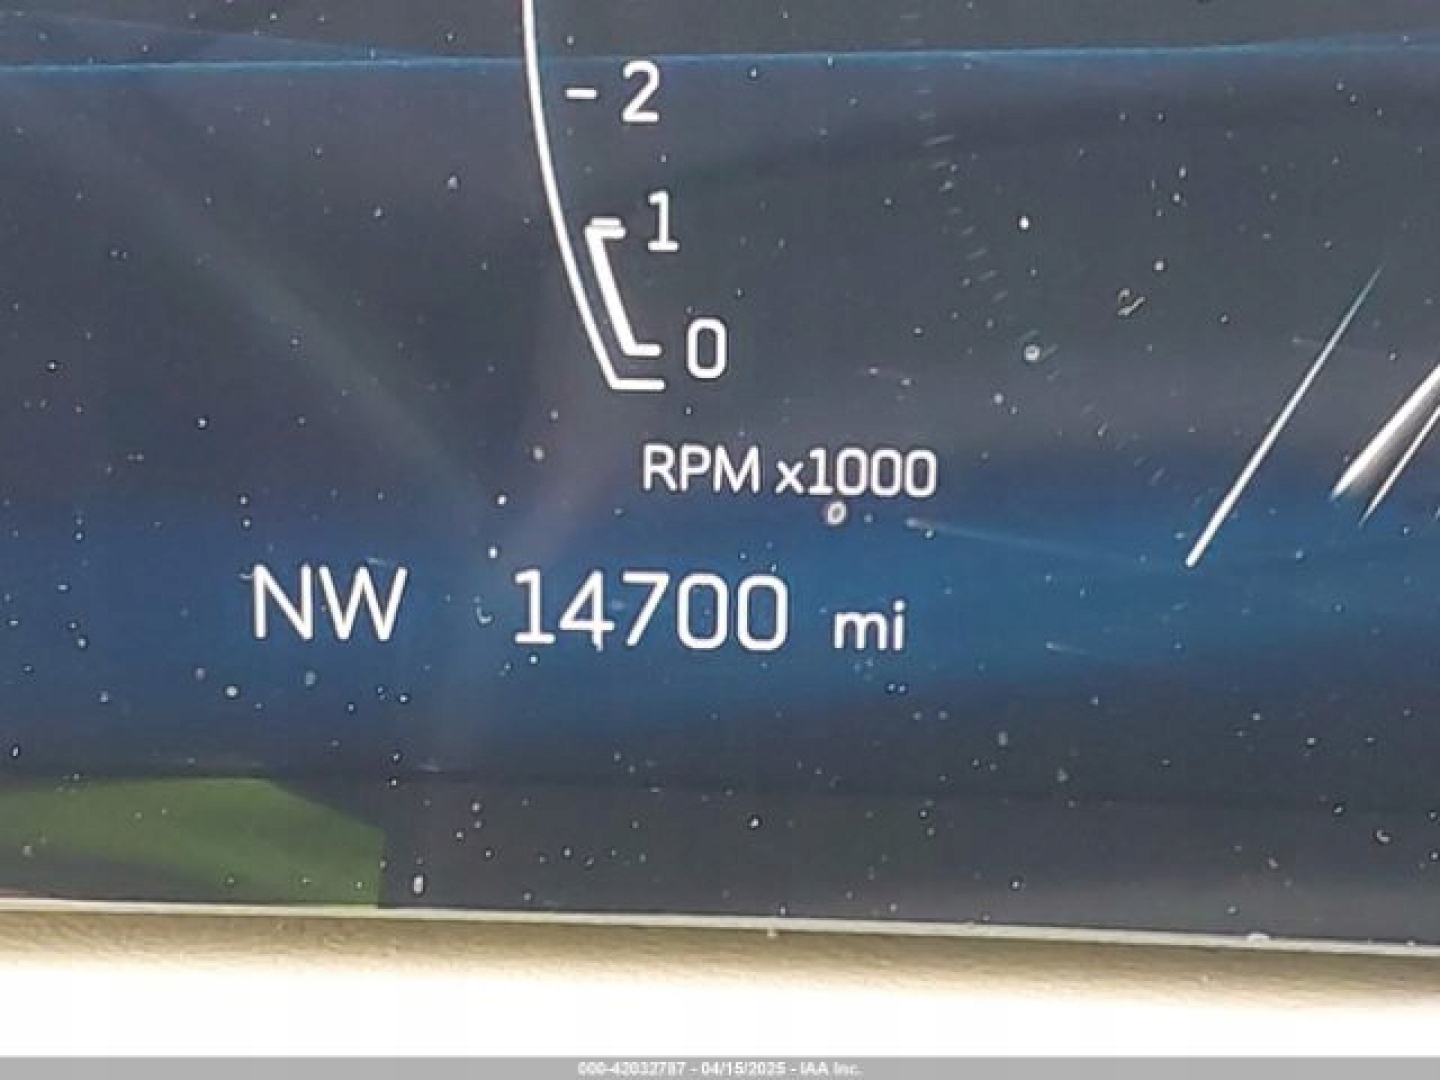 - 2
- 1
0
RPM x1000
NW 14700 mi
000-42032787 - 04/15/2025 - IAA Inc.